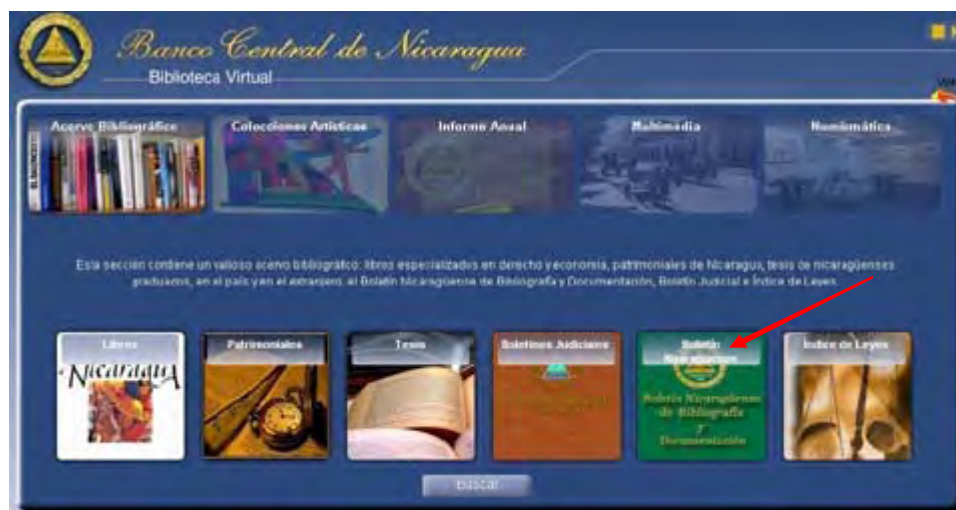 Banco Central de Nicaragua
Biblioteca Virtual
Acervo Bibliográfico
Colecciones Artísticas
Informe Anual
Multimedia
Numismática
Esta sección contiene un valioso acervo bibliográfico: libros especializados en derecho y economía, patrimoniales de Nicaragua, tesis de nicaragüenses
graduados, en el país y en el extranjero, el Boletín Nicaragüense de Bibliografía y Documentación, Boletín Judicial e Índice de Leyes.
Libros
Nicaragua
Patrimoniales
Tesis
Boletines Judiciales
Boletín
Nicaragüense
Boletín Nicaragüense
de Bibliografía
y
Documentación
Índice de Leyes
Buscar